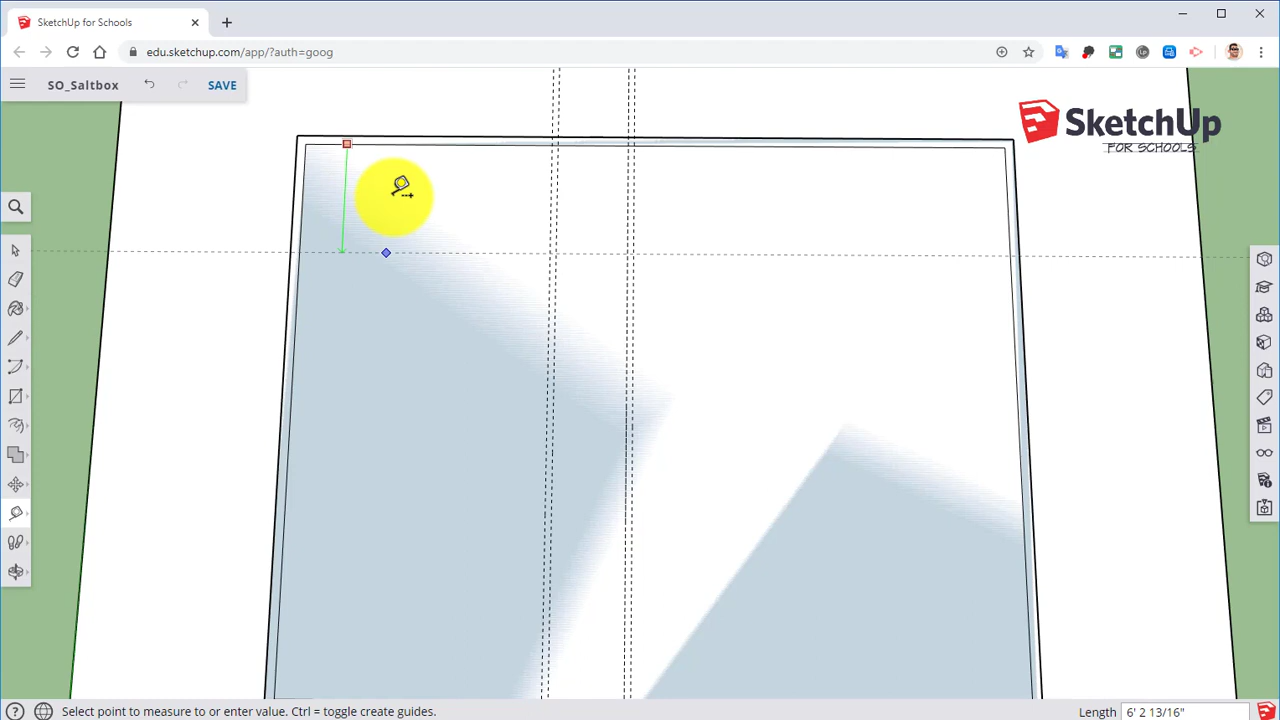 SketchUp for Schools
edu.sketchup.com/app/?auth=goog
SO_Saltbox
SAVE
SketchUp
FOR SCHOOLS
Select point to measure to or enter value. Ctrl = toggle create guides.
Length
6' 2 13/16"